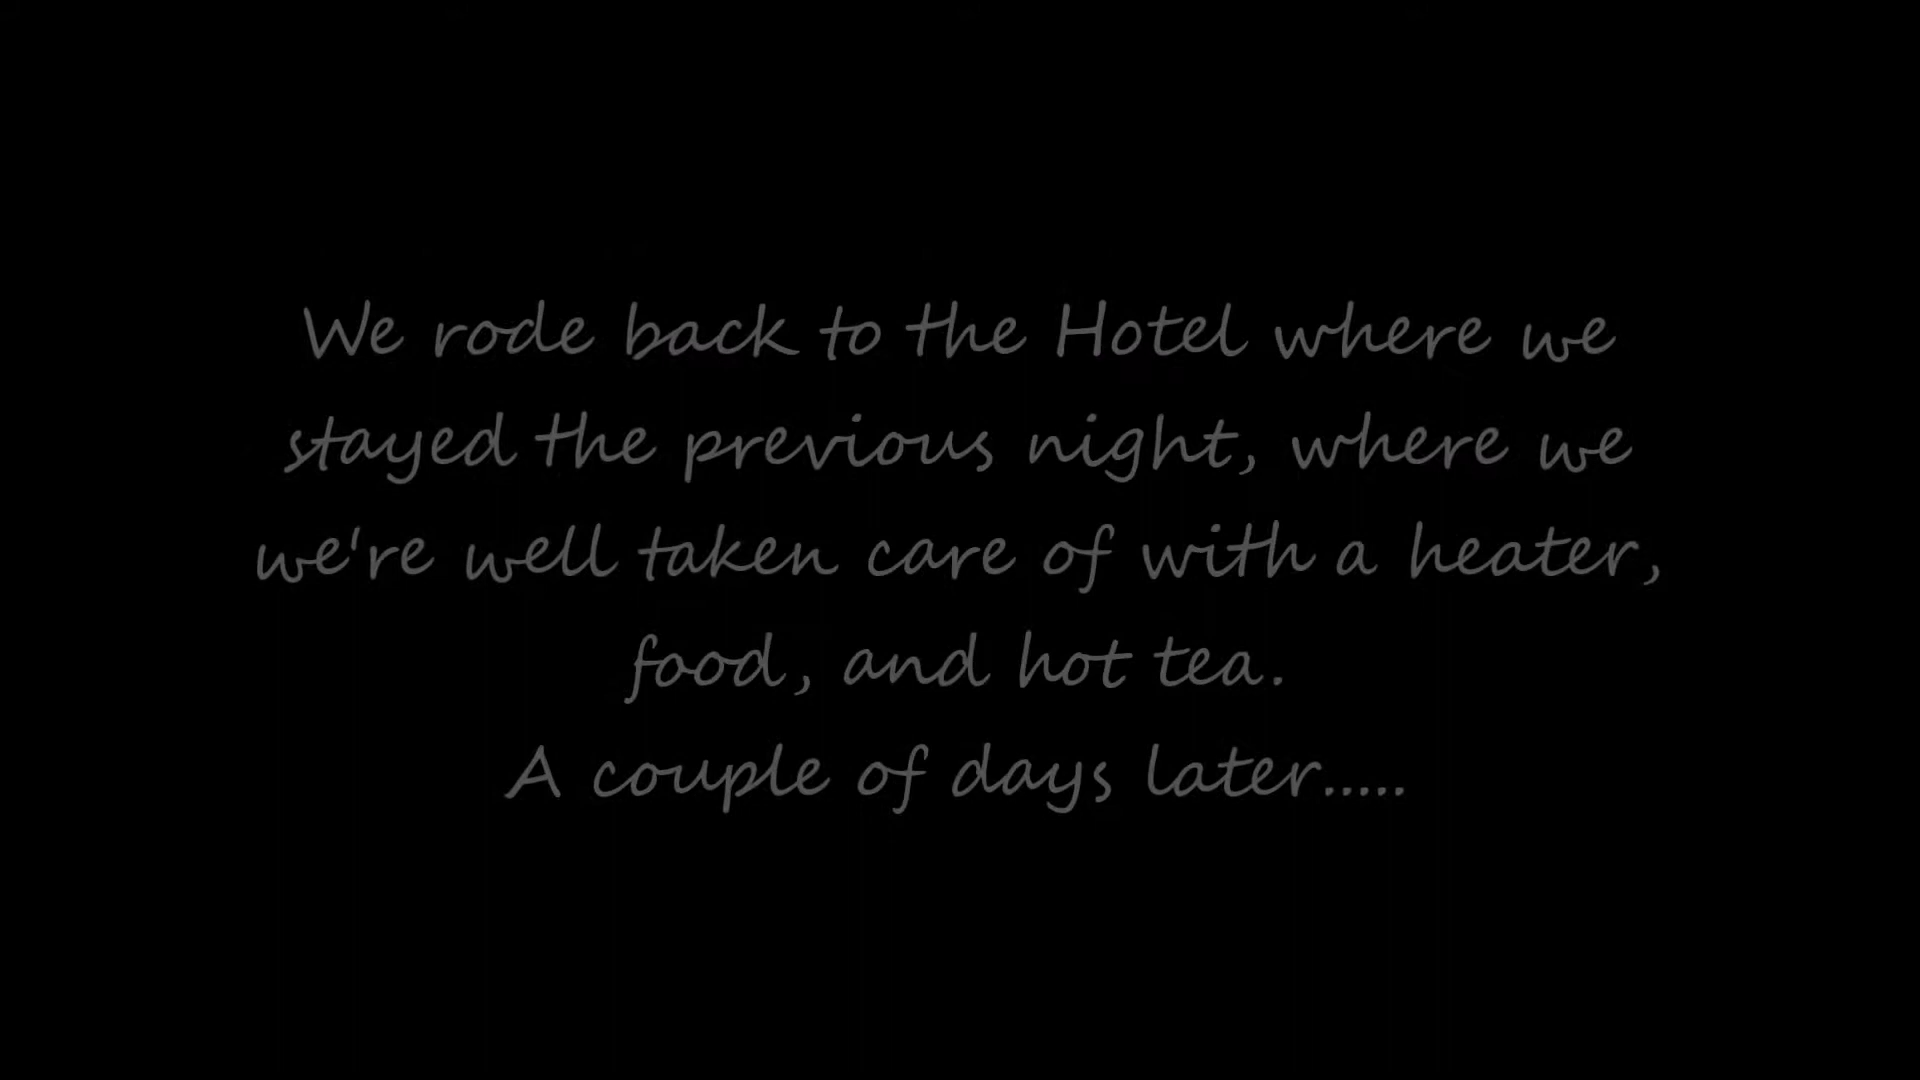 We rode back to the Hotel where we
stayed the previous night, where we
we're well taken care of with a heater,
food, and hot tea.
A couple of days later.....